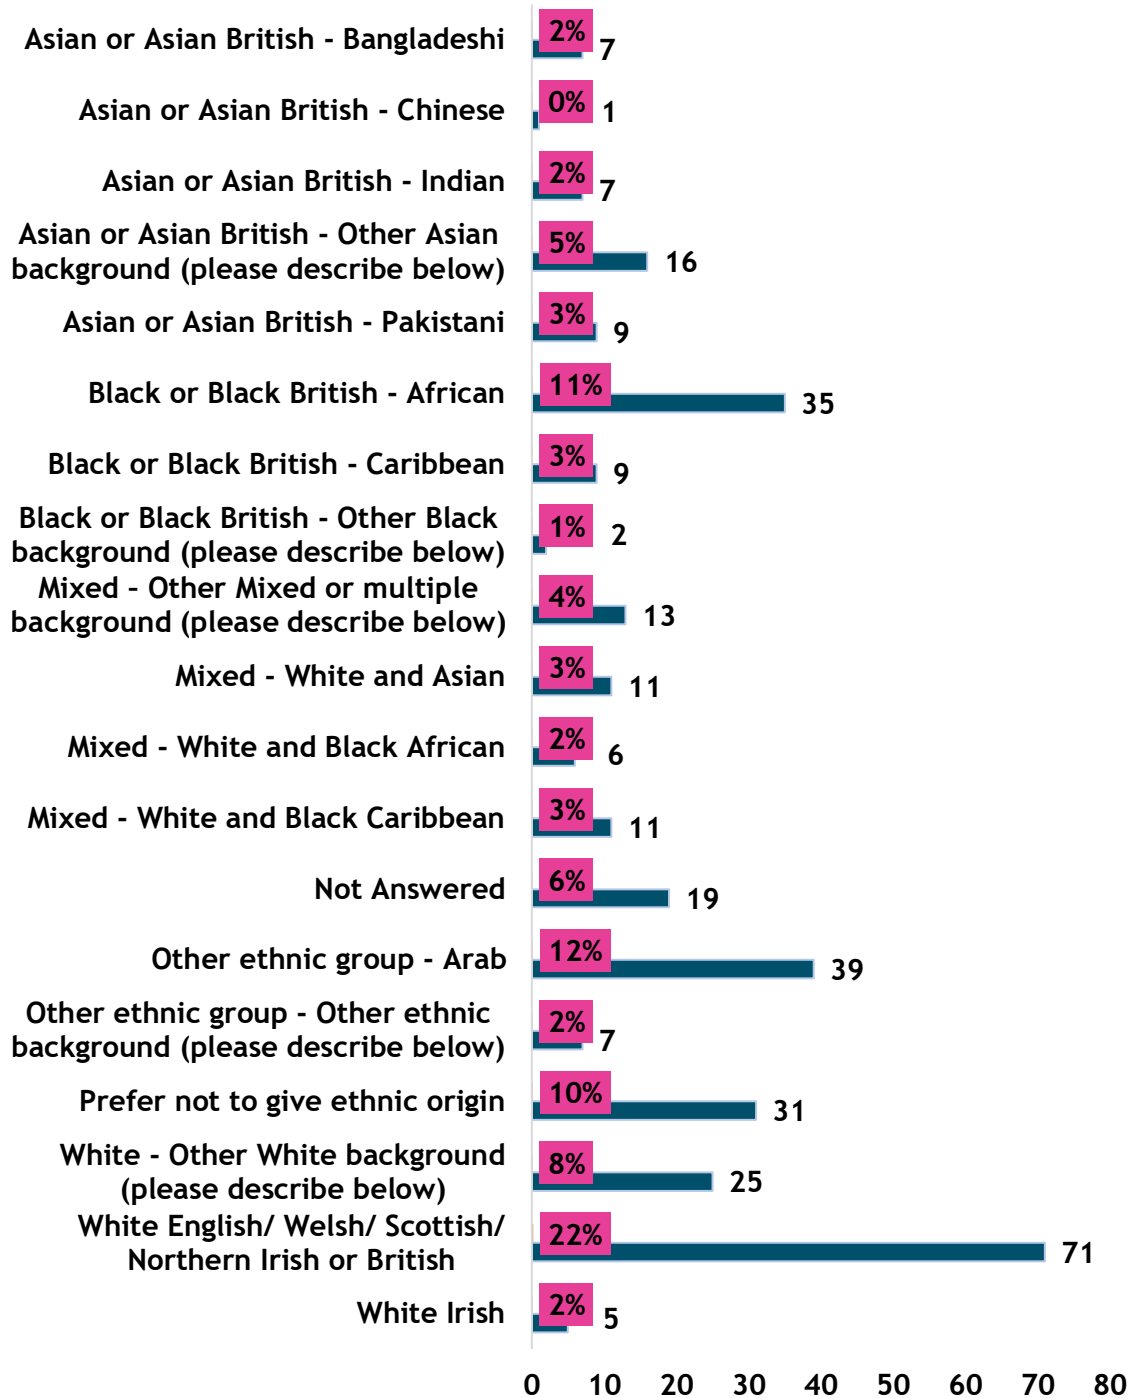 Asian or Asian British - Bangladeshi 2% 7
Asian or Asian British - Chinese 0% 1
Asian or Asian British - Indian 2% 7
Asian or Asian British - Other Asian
background (please describe below) 5% 16
Asian or Asian British - Pakistani 3% 9
Black or Black British - African 11% 35
Black or Black British - Caribbean 3% 9
Black or Black British - Other Black
background (please describe below) 1% 2
Mixed – Other Mixed or multiple
background (please describe below) 4% 13
Mixed - White and Asian 3% 11
Mixed - White and Black African 2% 6
Mixed - White and Black Caribbean 3% 11
Not Answered 6% 19
Other ethnic group - Arab 12% 39
Other ethnic group - Other ethnic
background (please describe below) 2% 7
Prefer not to give ethnic origin 10% 31
White - Other White background
(please describe below) 8% 25
White English/ Welsh/ Scottish/
Northern Irish or British 22% 71
White Irish 2% 5
0 10 20 30 40 50 60 70 80